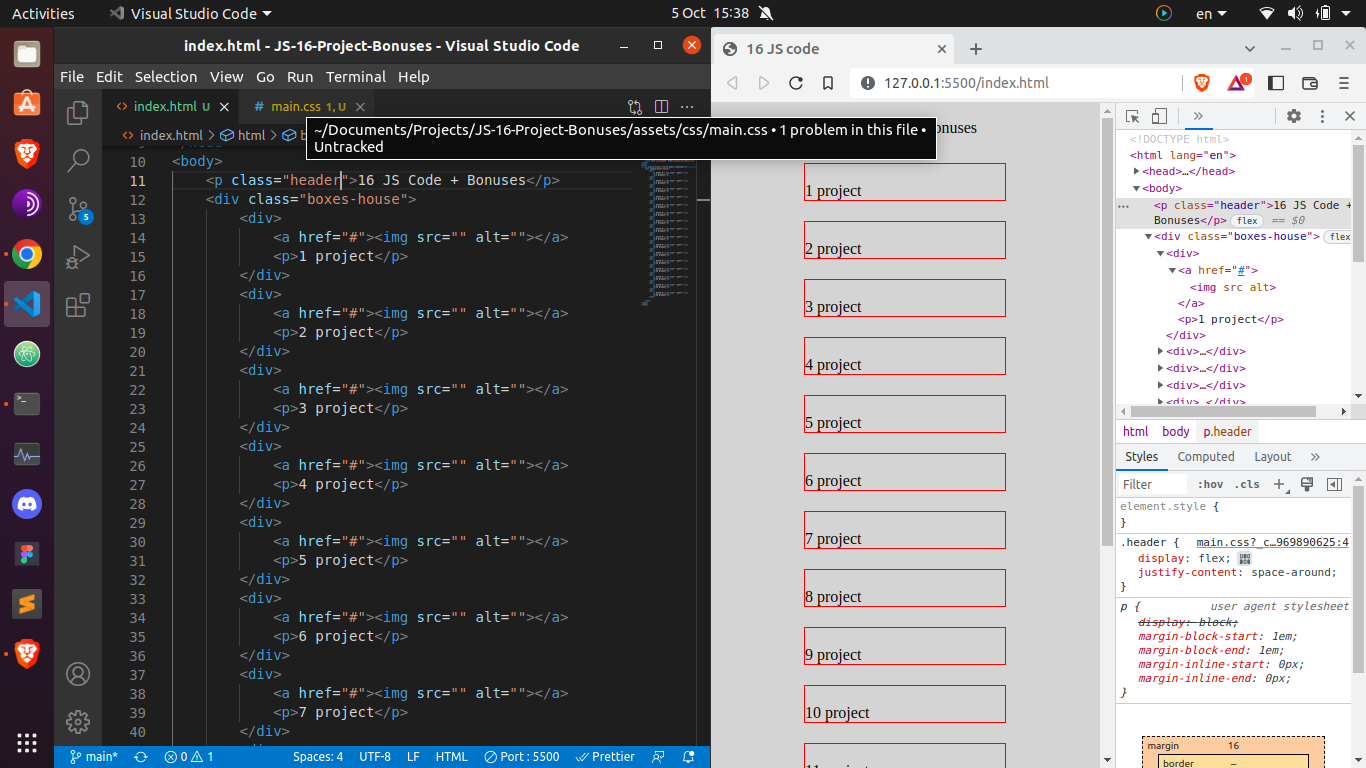 Activities
Visual Studio Code
5 Oct 15:38
en
index.html - JS-16-Project-Bonuses - Visual Studio Code
File Edit Selection View Go Run Terminal Help
index.html U
main.css 1, U
index.html > html >
~/Documents/Projects/JS-16-Project-Bonuses/assets/css/main.css • 1 problem in this file •
Untracked
5
10 <body>
11 <p class="header">16 JS Code + Bonuses</p>
12 <div class="boxes-house">
13 <div>
14 <a href="#"><img src="" alt=""></a>
15 <p>1 project</p>
16 </div>
17 <div>
18 <a href="#"><img src="" alt=""></a>
19 <p>2 project</p>
20 </div>
21 <div>
22 <a href="#"><img src="" alt=""></a>
23 <p>3 project</p>
24 </div>
25 <div>
26 <a href="#"><img src="" alt=""></a>
27 <p>4 project</p>
28 </div>
29 <div>
30 <a href="#"><img src="" alt=""></a>
31 <p>5 project</p>
32 </div>
33 <div>
34 <a href="#"><img src="" alt=""></a>
35 <p>6 project</p>
36 </div>
37 <div>
38 <a href="#"><img src="" alt=""></a>
39 <p>7 project</p>
40 </div>
main*
0 1
Spaces: 4 UTF-8 LF HTML Port : 5500 Prettier
16 JS code
127.0.0.1:5500/index.html
1
onuses
1 project
2 project
3 project
4 project
5 project
6 project
7 project
8 project
9 project
10 project
<!DOCTYPE html>
<html lang="en">
<head>…</head>
<body>
<p class="header">16 JS Code +
Bonuses</p> flex == $0
<div class="boxes-house"> flex
<div>
<a href="#">
<img src alt>
</a>
<p>1 project</p>
</div>
<div>…</div>
<div>…</div>
<div>…</div>
<div>…</div>
html body p.header
Styles Computed Layout
Filter :hov .cls
element.style {
}
.header { main.css?_c…969890625:4
display: flex;
justify-content: space-around;
}
p { user agent stylesheet
display: block;
margin-block-start: 1em;
margin-block-end: 1em;
margin-inline-start: 0px;
margin-inline-end: 0px;
}
margin 16
border –